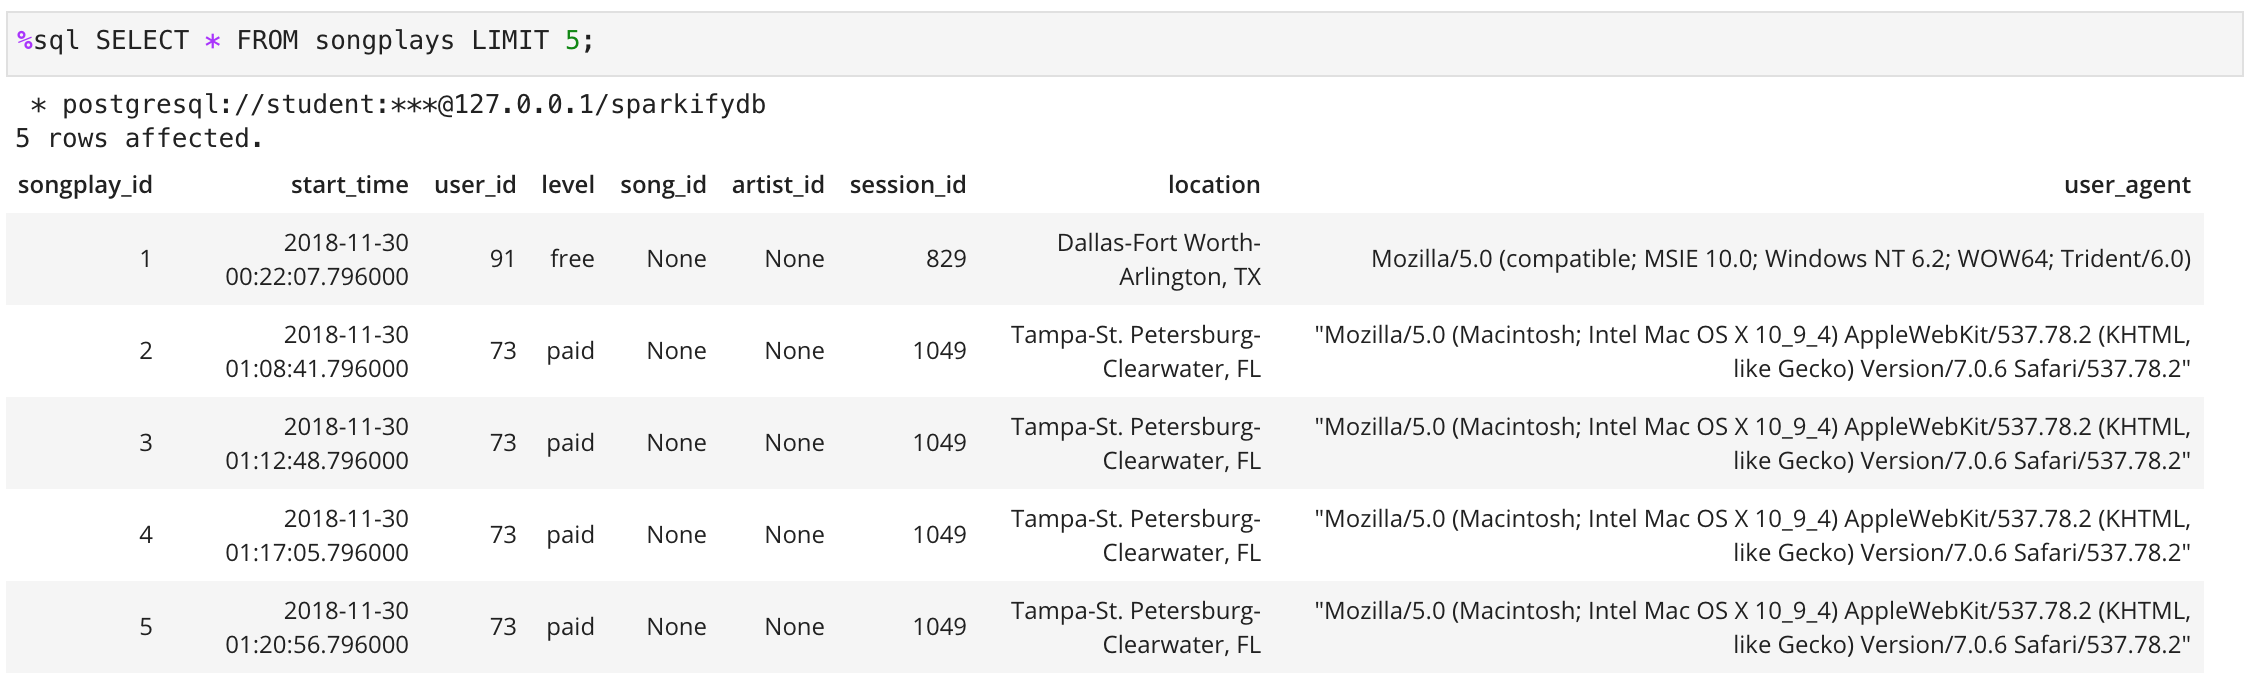 %sql SELECT * FROM songplays LIMIT 5;
* postgresql://student:***@127.0.0.1/sparkifydb
5 rows affected.
songplay_id start_time user_id level song_id artist_id session_id location user_agent
1 2018-11-30 00:22:07.796000 91 free None None 829 Dallas-Fort Worth-Arlington, TX Mozilla/5.0 (compatible; MSIE 10.0; Windows NT 6.2; WOW64; Trident/6.0)
2 2018-11-30 01:08:41.796000 73 paid None None 1049 Tampa-St. Petersburg-Clearwater, FL "Mozilla/5.0 (Macintosh; Intel Mac OS X 10_9_4) AppleWebKit/537.78.2 (KHTML, like Gecko) Version/7.0.6 Safari/537.78.2"
3 2018-11-30 01:12:48.796000 73 paid None None 1049 Tampa-St. Petersburg-Clearwater, FL "Mozilla/5.0 (Macintosh; Intel Mac OS X 10_9_4) AppleWebKit/537.78.2 (KHTML, like Gecko) Version/7.0.6 Safari/537.78.2"
4 2018-11-30 01:17:05.796000 73 paid None None 1049 Tampa-St. Petersburg-Clearwater, FL "Mozilla/5.0 (Macintosh; Intel Mac OS X 10_9_4) AppleWebKit/537.78.2 (KHTML, like Gecko) Version/7.0.6 Safari/537.78.2"
5 2018-11-30 01:20:56.796000 73 paid None None 1049 Tampa-St. Petersburg-Clearwater, FL "Mozilla/5.0 (Macintosh; Intel Mac OS X 10_9_4) AppleWebKit/537.78.2 (KHTML, like Gecko) Version/7.0.6 Safari/537.78.2"